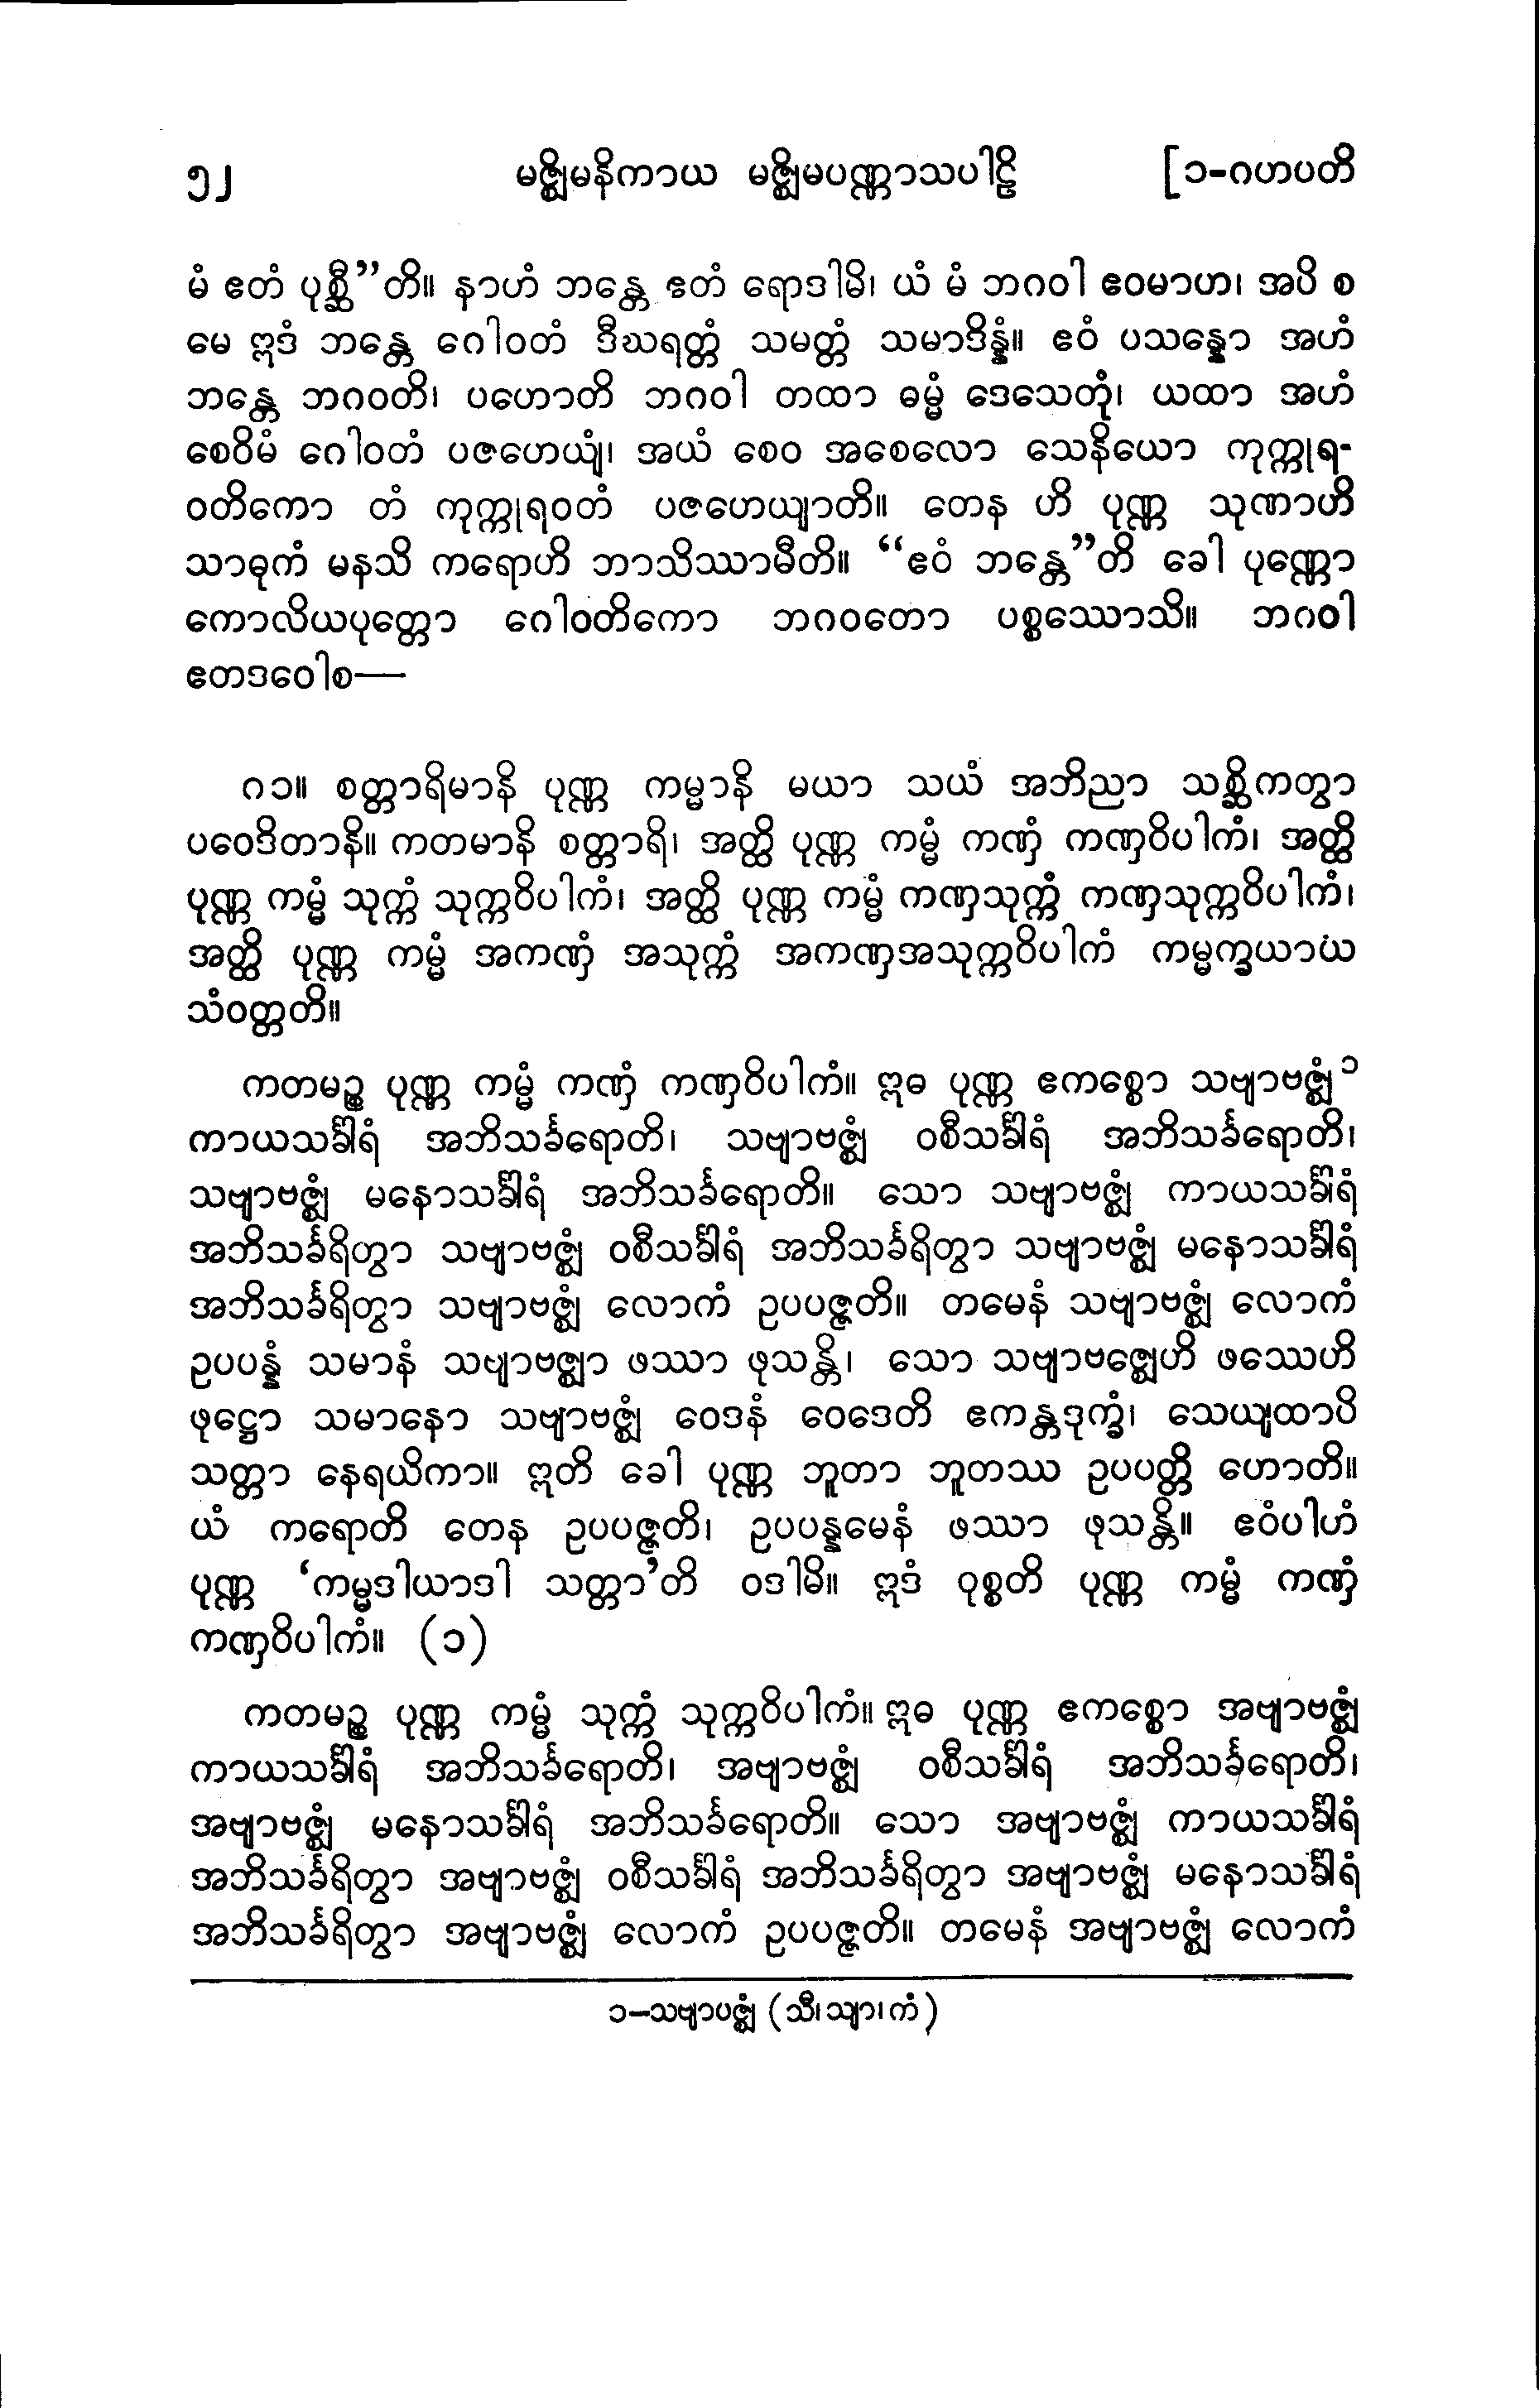 ၅၂ မဇ္ဈိမနိကာယ မဇ္ဈိမပဏ္ဏာသပါဠိ [၁-ဂဟပတိ
မံ ဧတံ ပုစ္ဆီ”တိ။ နာဟံ ဘန္တေ ဧတံ ရောဒါမိ၊ ယံ မံ ဘဂဝါ ဧဝမာဟ၊ အပိ စ
မေ ဣဒံ ဘန္တေ ဂေါဝတံ ဒီဃရတ္တံ သမတ္တံ သမာဒိန္နံ။ ဧဝံ ပသန္နော အဟံ
ဘန္တေ ဘဂဝတိ၊ ပဟောတိ ဘဂဝါ တထာ ဓမ္မံ ဒေသေတုံ၊ ယထာ အဟံ
စေဝိမံ ဂေါဝတံ ပဇဟေယျံ၊ အယံ စေဝ အစေလော သေနိယော ကုက္ကုရ-
ဝတိကော တံ ကုက္ကုရဝတံ ပဇဟေယျာတိ။ တေန ဟိ ပုဏ္ဏ သုဏာဟိ
သာဓုကံ မနသိ ကရောဟိ ဘာသိဿာမီတိ။ “ဧဝံ ဘန္တေ”တိ ခေါ ပုဏ္ဏော
ကောလိယပုတ္တော ဂေါဝတိကော ဘဂဝတော ပစ္စဿောသိ။ ဘဂဝါ
ဧတဒဝေါစ—
၈၁။ စတ္တာရိမာနိ ပုဏ္ဏ ကမ္မာနိ မယာ သယံ အဘိညာ သစ္ဆိကတွာ
ပဝေဒိတာနိ။ ကတမာနိ စတ္တာရိ၊ အတ္ထိ ပုဏ္ဏ ကမ္မံ ကဏှံ ကဏှဝိပါကံ၊ အတ္ထိ
ပုဏ္ဏ ကမ္မံ သုက္ကံ သုက္ကဝိပါကံ၊ အတ္ထိ ပုဏ္ဏ ကမ္မံ ကဏှသုက္ကံ ကဏှသုက္ကဝိပါကံ၊
အတ္ထိ ပုဏ္ဏ ကမ္မံ အကဏှံ အသုက္ကံ အကဏှအသုက္ကဝိပါကံ ကမ္မက္ခယာယ
သံဝတ္တတိ။
ကတမဉ္စ ပုဏ္ဏ ကမ္မံ ကဏှံ ကဏှဝိပါကံ။ ဣဓ ပုဏ္ဏ ဧကစ္စော သဗျာဗဇ္ဈံ ၁
ကာယသင်္ခါရံ အဘိသင်္ခရောတိ၊ သဗျာဗဇ္ဈံ ဝစီသင်္ခါရံ အဘိသင်္ခရောတိ၊
သဗျာဗဇ္ဈံ မနောသင်္ခါရံ အဘိသင်္ခရောတိ။ သော သဗျာဗဇ္ဈံ ကာယသင်္ခါရံ
အဘိသင်္ခရိတွာ သဗျာဗဇ္ဈံ ဝစီသင်္ခါရံ အဘိသင်္ခရိတွာ သဗျာဗဇ္ဈံ မနောသင်္ခါရံ
အဘိသင်္ခရိတွာ သဗျာဗဇ္ဈံ လောကံ ဥပပဇ္ဇတိ။ တမေနံ သဗျာဗဇ္ဈံ လောကံ
ဥပပန္နံ သမာနံ သဗျာဗဇ္ဈာ ဖဿာ ဖုသန္တိ၊ သော သဗျာဗဇ္ဈေဟိ ဖဿေဟိ
ဖုဋ္ဌော သမာနော သဗျာဗဇ္ဈံ ဝေဒနံ ဝေဒေတိ ဧကန္တဒုက္ခံ၊ သေယျထာပိ
သတ္တာ နေရယိကာ။ ဣတိ ခေါ ပုဏ္ဏ ဘူတာ ဘူတဿ ဥပပတ္တိ ဟောတိ။
ယံ ကရောတိ တေန ဥပပဇ္ဇတိ၊ ဥပပန္နမေနံ ဖဿာ ဖုသန္တိ။ ဧဝံပါဟံ
ပုဏ္ဏ ‘ကမ္မဒါယာဒါ သတ္တာ’တိ ဝဒါမိ။ ဣဒံ ဝုစ္စတိ ပုဏ္ဏ ကမ္မံ ကဏှံ
ကဏှဝိပါကံ။ (၁)
ကတမဉ္စ ပုဏ္ဏ ကမ္မံ သုက္ကံ သုက္ကဝိပါကံ။ ဣဓ ပုဏ္ဏ ဧကစ္စော အဗျာဗဇ္ဈံ
ကာယသင်္ခါရံ အဘိသင်္ခရောတိ၊ အဗျာဗဇ္ဈံ ဝစီသင်္ခါရံ အဘိသင်္ခရောတိ၊
အဗျာဗဇ္ဈံ မနောသင်္ခါရံ အဘိသင်္ခရောတိ။ သော အဗျာဗဇ္ဈံ ကာယသင်္ခါရံ
အဘိသင်္ခရိတွာ အဗျာဗဇ္ဈံ ဝစီသင်္ခါရံ အဘိသင်္ခရိတွာ အဗျာဗဇ္ဈံ မနောသင်္ခါရံ
အဘိသင်္ခရိတွာ အဗျာဗဇ္ဈံ လောကံ ဥပပဇ္ဇတိ။ တမေနံ အဗျာဗဇ္ဈံ လောကံ
၁–သဗျာပဇ္ဈံ (သီ၊သျာ၊ကံ)